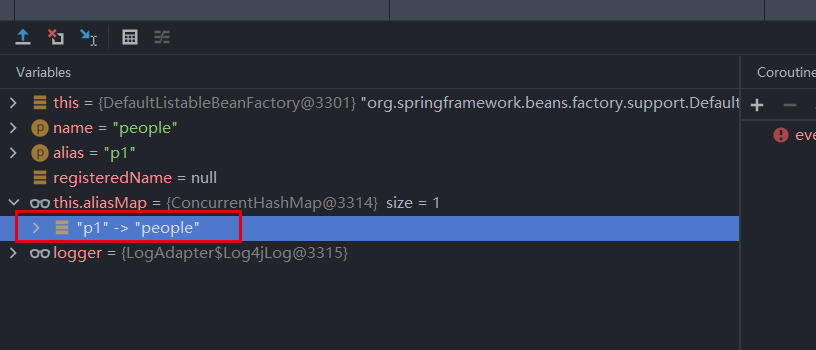 Variables
Coroutine
this = {DefaultListableBeanFactory@3301} "org.springframework.beans.factory.support.Default
name = "people"
alias = "p1"
eve
registeredName = null
this.aliasMap = {ConcurrentHashMap@3314} size = 1
"p1" -> "people"
logger = {LogAdapter$Log4jLog@3315}